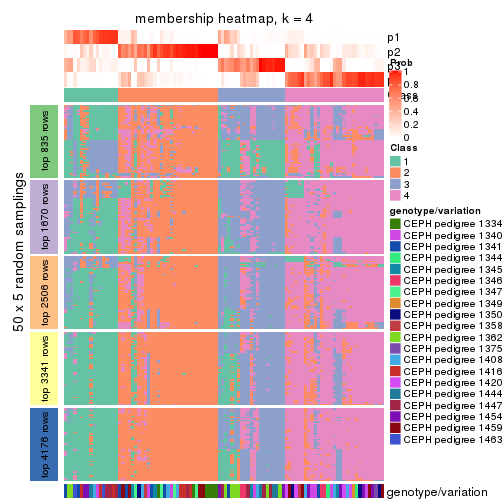 membership heatmap, k = 4
p1
p2
p3
Prob
1
0.8
0.6
0.4
0.2
0
Class
1
2
3
4
genotype/variation
CEPH pedigree 1334
CEPH pedigree 1340
CEPH pedigree 1341
CEPH pedigree 1344
CEPH pedigree 1345
CEPH pedigree 1346
CEPH pedigree 1347
CEPH pedigree 1349
CEPH pedigree 1350
CEPH pedigree 1358
CEPH pedigree 1362
CEPH pedigree 1375
CEPH pedigree 1408
CEPH pedigree 1416
CEPH pedigree 1420
CEPH pedigree 1444
CEPH pedigree 1447
CEPH pedigree 1454
CEPH pedigree 1459
CEPH pedigree 1463
50 x 5 random samplings
top 835 rows
top 1670 rows
top 2506 rows
top 3341 rows
top 4176 rows
genotype/variation